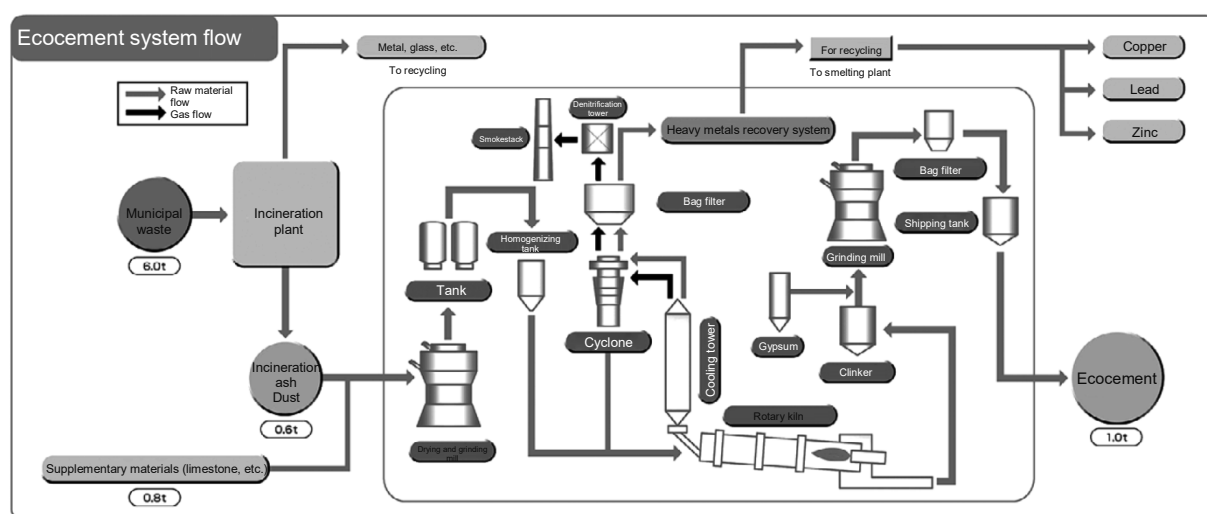 Ecocement system flow
Raw material
flow
Gas flow
Metal, glass, etc.
To recycling
For recycling
To smelting plant
Copper
Lead
Zinc
Municipal
waste
6.0t
Incineration
plant
Incineration
ash
Dust
0.6t
Supplementary materials (limestone, etc.)
0.8t
Drying and grinding
mill
Tank
Homogenizing
tank
Smokestack
Denitrification
tower
Heavy metals recovery system
Bag filter
Cyclone
Cooling tower
Rotary kiln
Gypsum
Clinker
Grinding mill
Bag filter
Shipping tank
Ecocement
1.0t